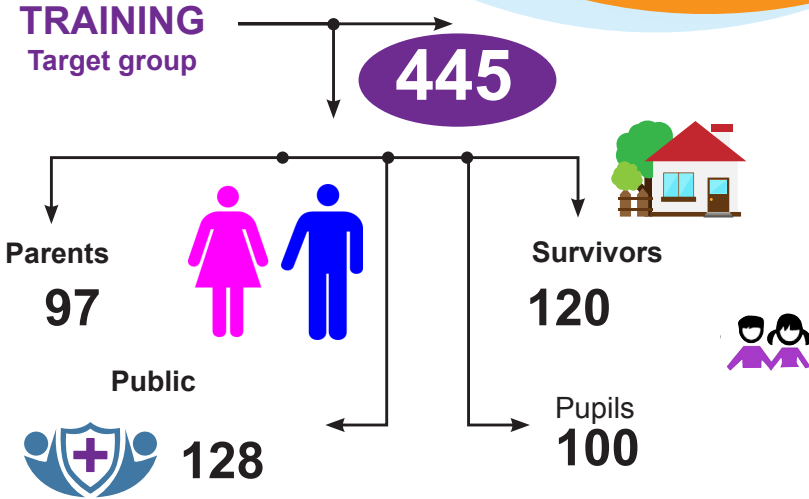 TRAINING
Target group
445
Parents
97
Survivors
120
Public
128
Pupils
100